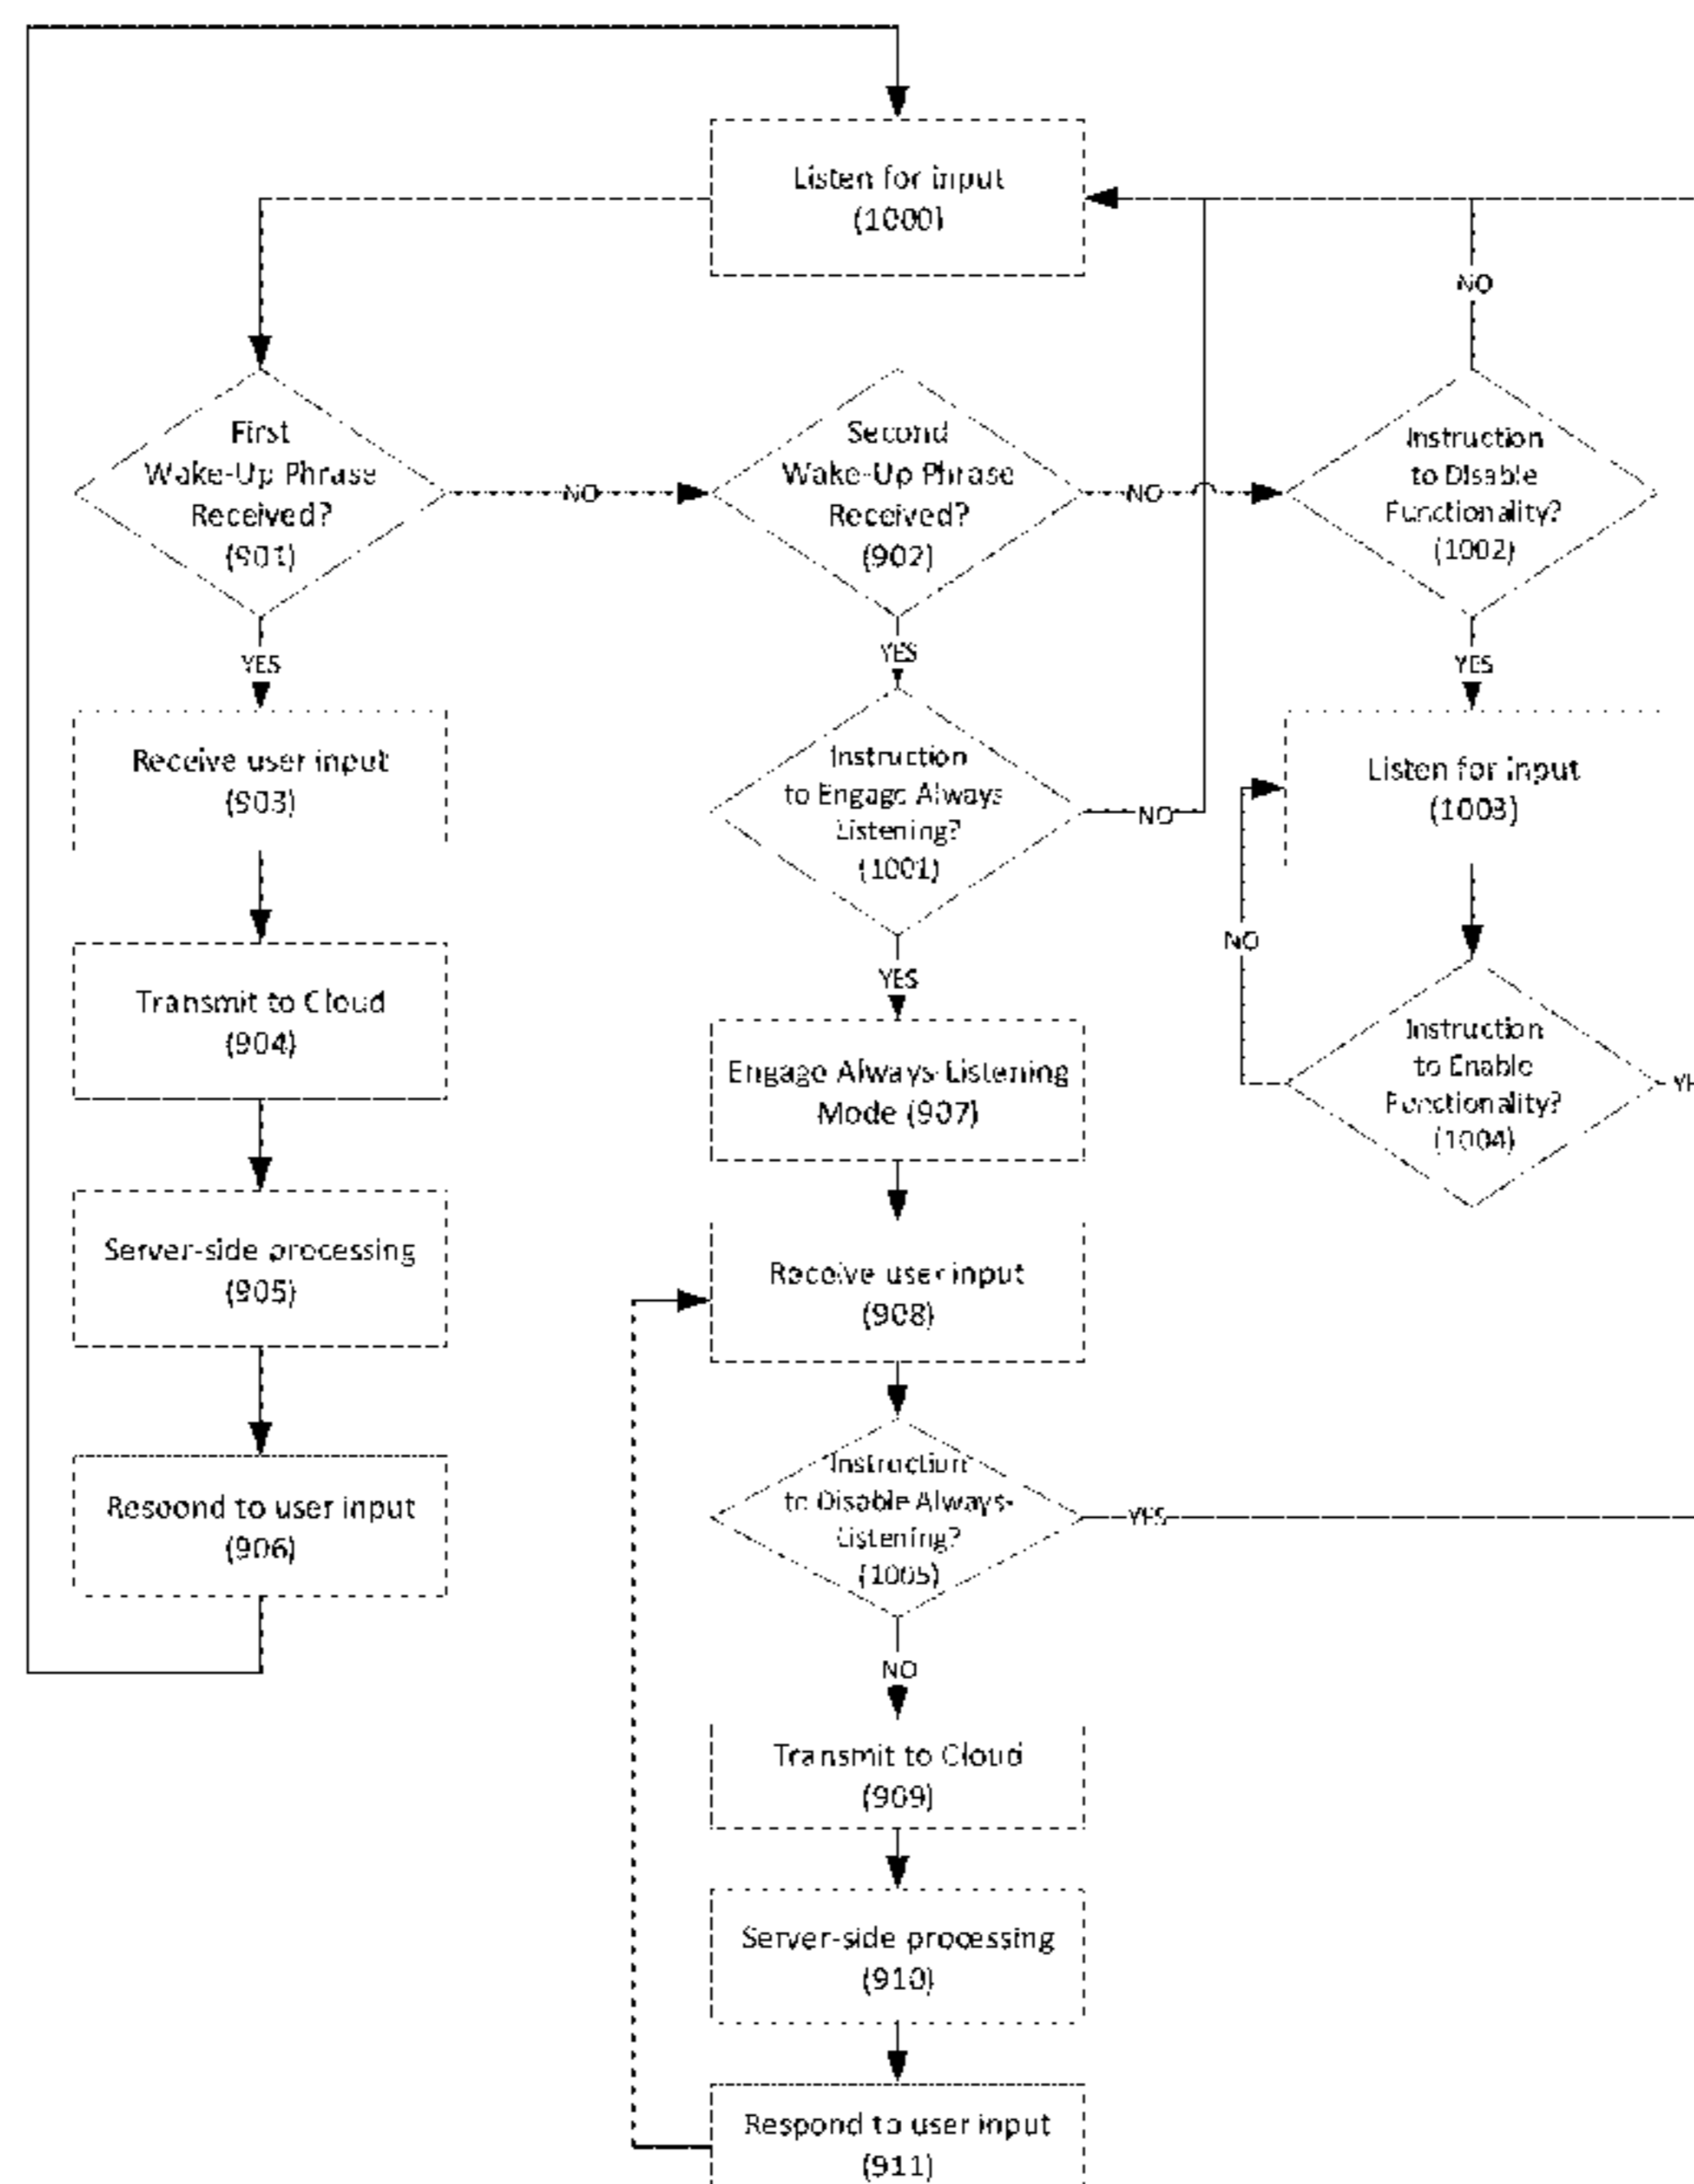 Listen for input
(1000)
NO
First
Wake-Up Phrase
Received?
(901)
NO
Second
Wake-Up Phrase
Received?
(902)
NO
Instruction
to Disable
Functionality?
(1002)
YES
YES
YES
Receive user input
(903)
Instruction
to Engage Always
Listening?
(1001)
NO
Listen for input
(1003)
NO
YES
Transmit to Cloud
(904)
Engage Always-Listening
Mode (907)
Instruction
to Enable
Functionality?
(1004)
Server-side processing
(905)
Receive user input
(908)
Respond to user input
(906)
Instruction
to Disable Always-
Listening?
(1005)
YES
NO
Transmit to Cloud
(909)
Server-side processing
(910)
Respond to user input
(911)